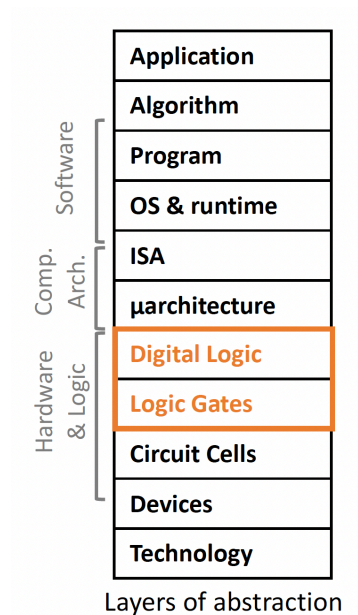 Application
Algorithm
Program
OS & runtime
ISA
µarchitecture
Digital Logic
Logic Gates
Circuit Cells
Devices
Technology
Software
Comp.
Arch.
Hardware
& Logic
Layers of abstraction